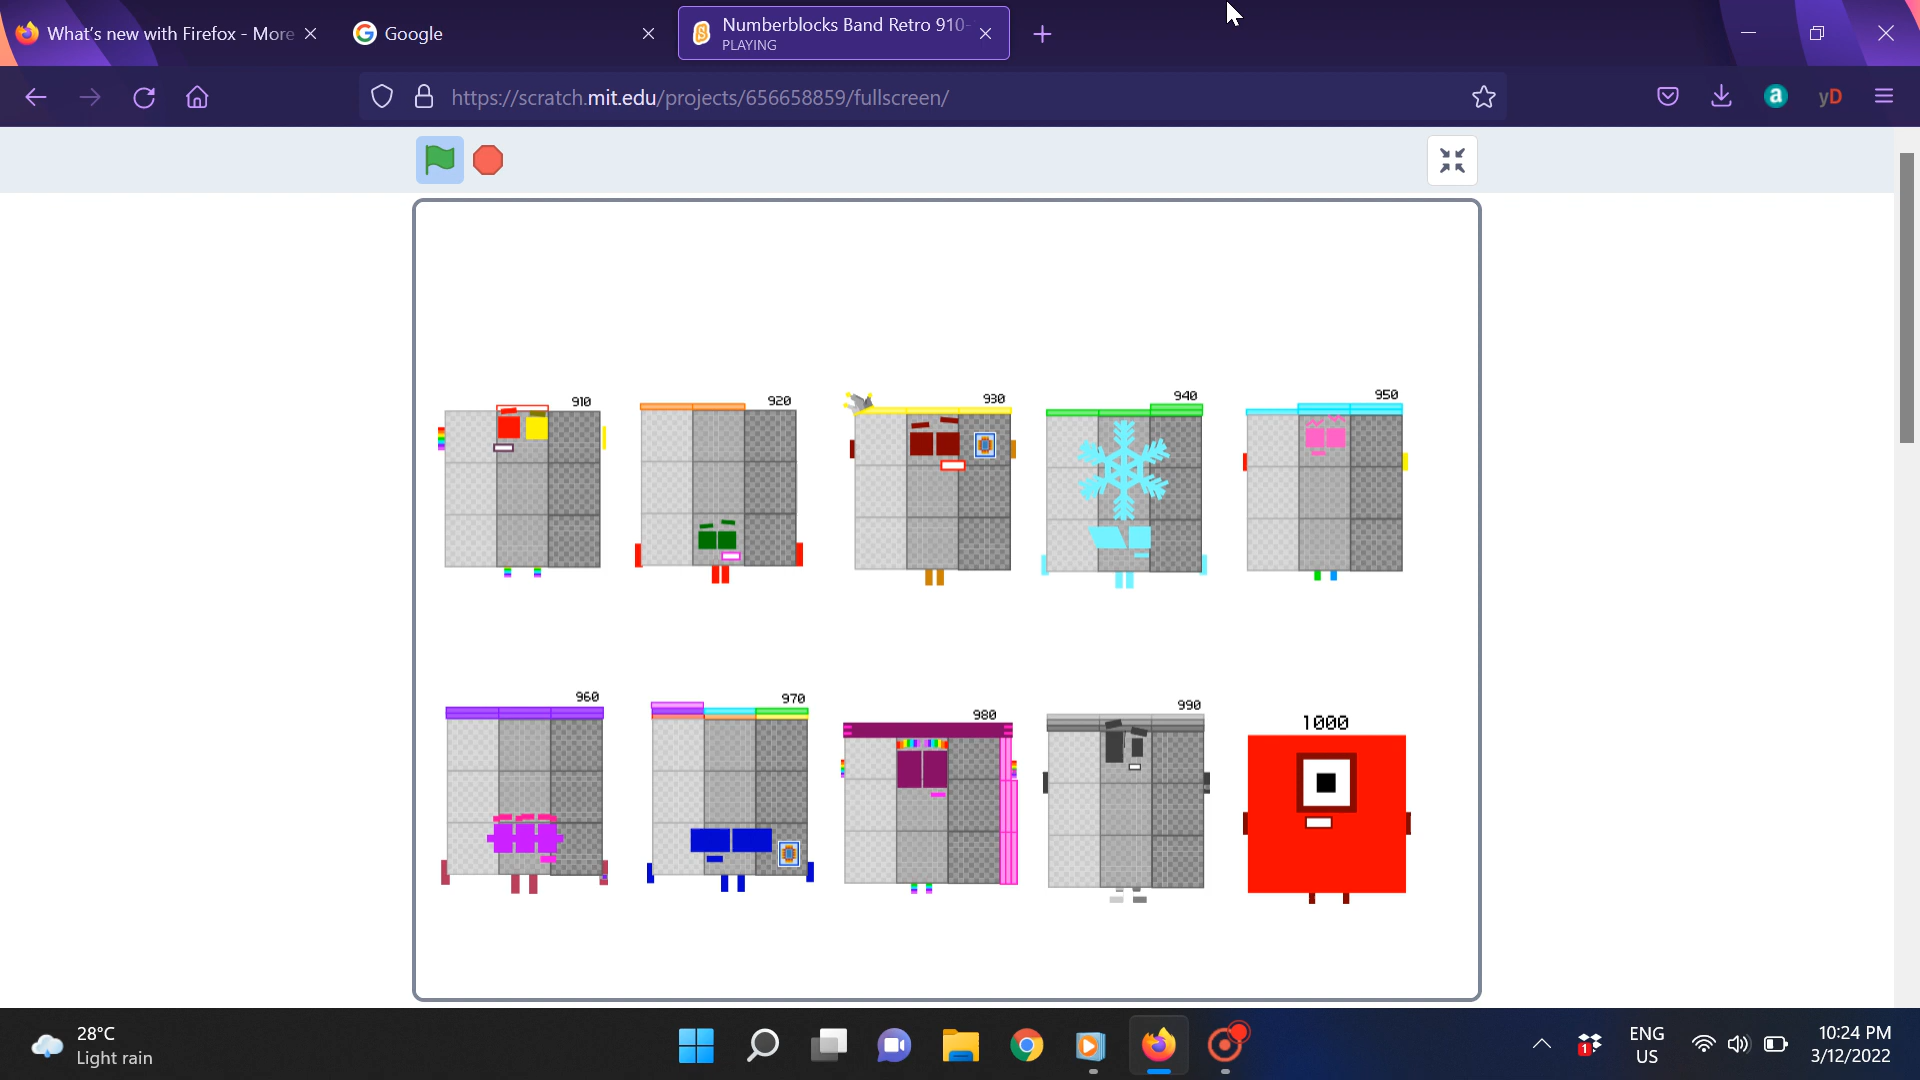 What's new with Firefox - More
Google
Numberblocks Band Retro 910-
PLAYING
https://scratch.mit.edu/projects/656658859/fullscreen/
a
yD
910
920
930
940
950
960
970
980
990
1000
28°C
Light rain
1
ENG
US
10:24 PM
3/12/2022